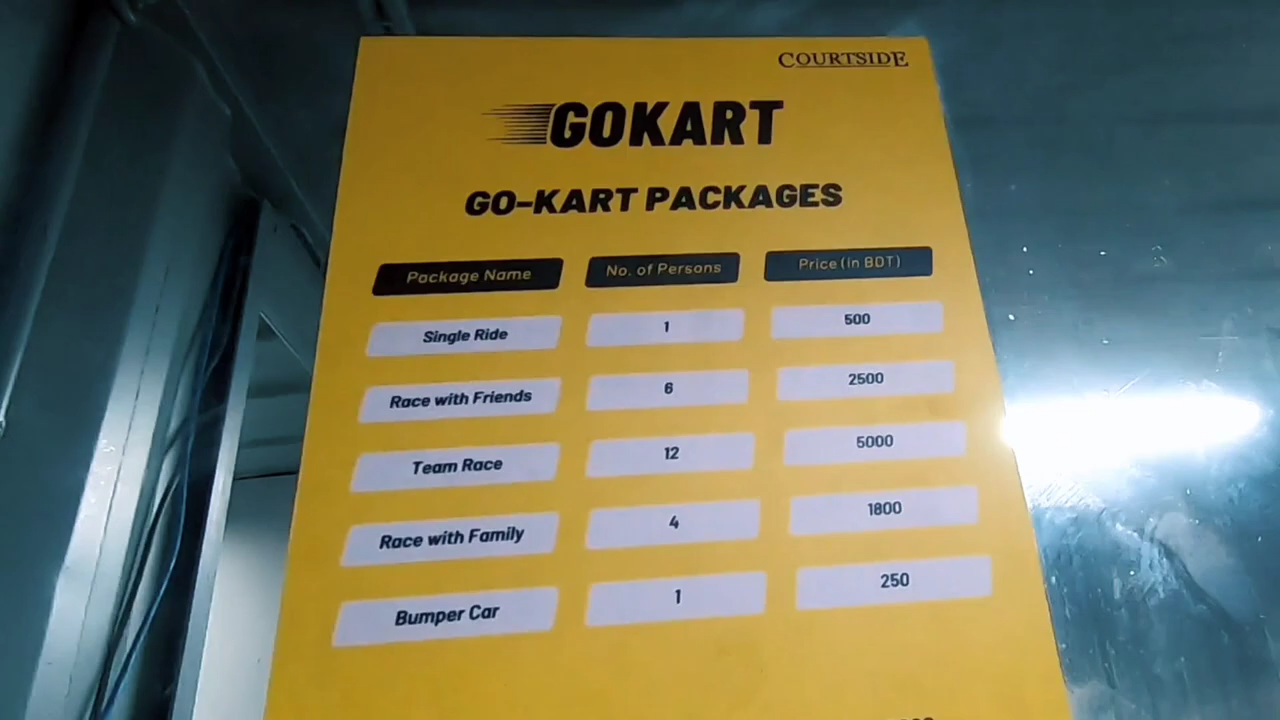 COURTSIDE
GOKART
GO-KART PACKAGES
Package Name No. of Persons Price (in BDT)
Single Ride 1 500
Race with Friends 6 2500
Team Race 12 5000
Race with Family 4 1800
Bumper Car 1 250